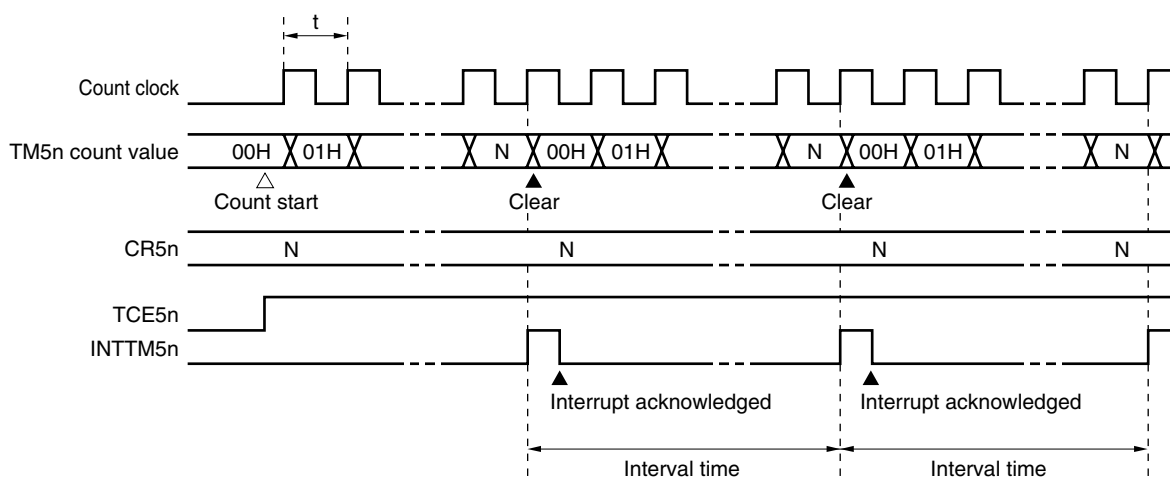 t
Count clock
TM5n count value 00H 01H N 00H 01H N 00H 01H N
Count start Clear Clear
CR5n N N N N
TCE5n
INTTM5n
Interrupt acknowledged Interrupt acknowledged
Interval time Interval time